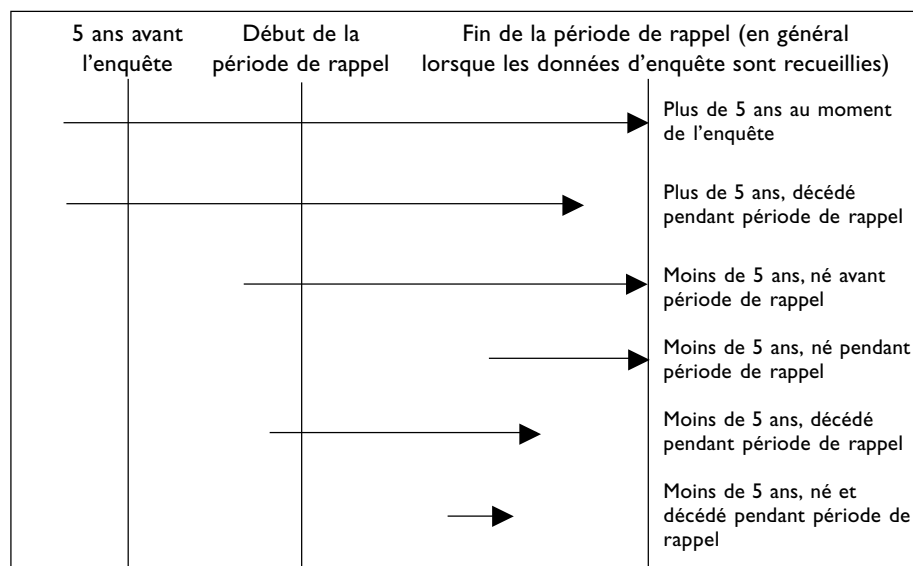 5 ans avant
l’enquête
Début de la
période de rappel
Fin de la période de rappel (en général
lorsque les données d’enquête sont recueillies)
Plus de 5 ans au moment
de l’enquête
Plus de 5 ans, décédé
pendant période de rappel
Moins de 5 ans, né avant
période de rappel
Moins de 5 ans, né pendant
période de rappel
Moins de 5 ans, décédé
pendant période de rappel
Moins de 5 ans, né et
décédé pendant période de
rappel